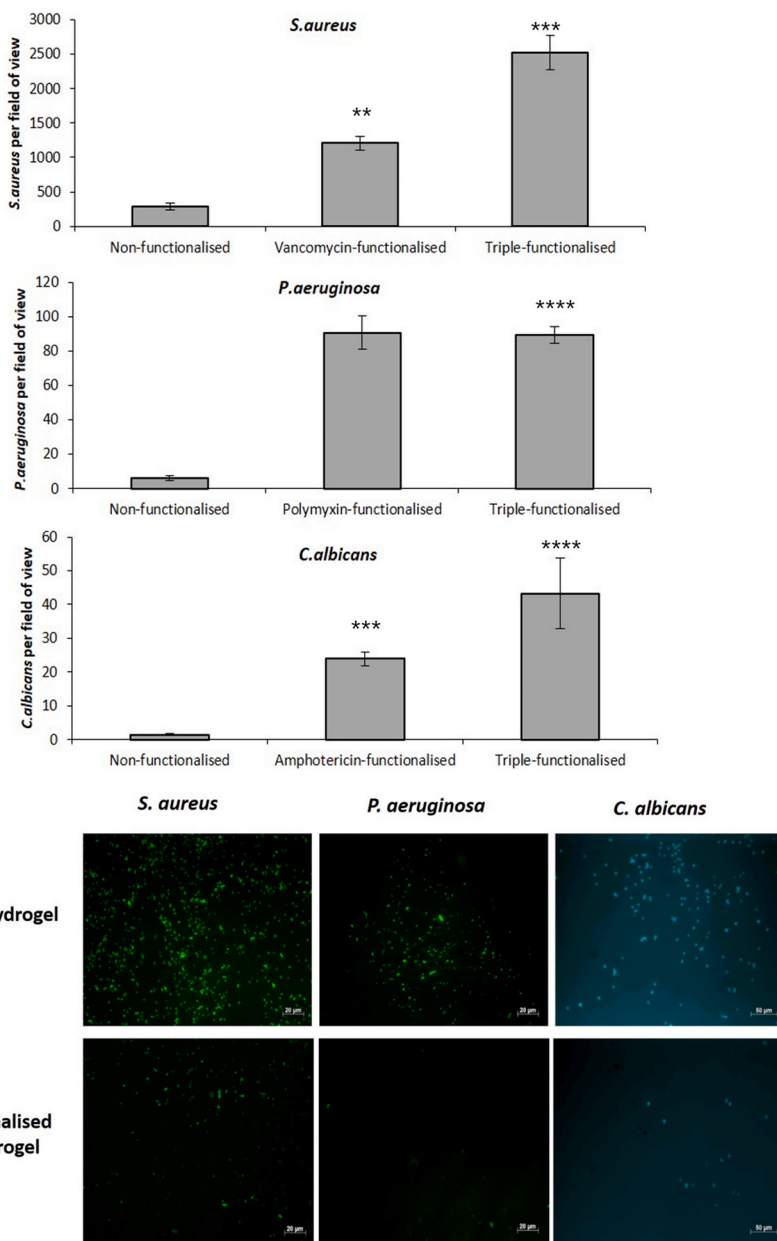 S.aureus
S.aureus per field of view
3000
2500
2000
1500
1000
500
0
**
***
Non-functionalised Vancomycin-functionalised Triple-functionalised
P.aeruginosa
P.aeruginosa per field of view
120
100
80
60
40
20
0
****
Non-functionalised Polymyxin-functionalised Triple-functionalised
C.albicans
C.albicans per field of view
60
50
40
30
20
10
0
***
****
Non-functionalised Amphotericin-functionalised Triple-functionalised
S. aureus P. aeruginosa C. albicans
ydrogel
20 µm 20 µm 50 µm
alised
rogel
20 µm 20 µm 50 µm